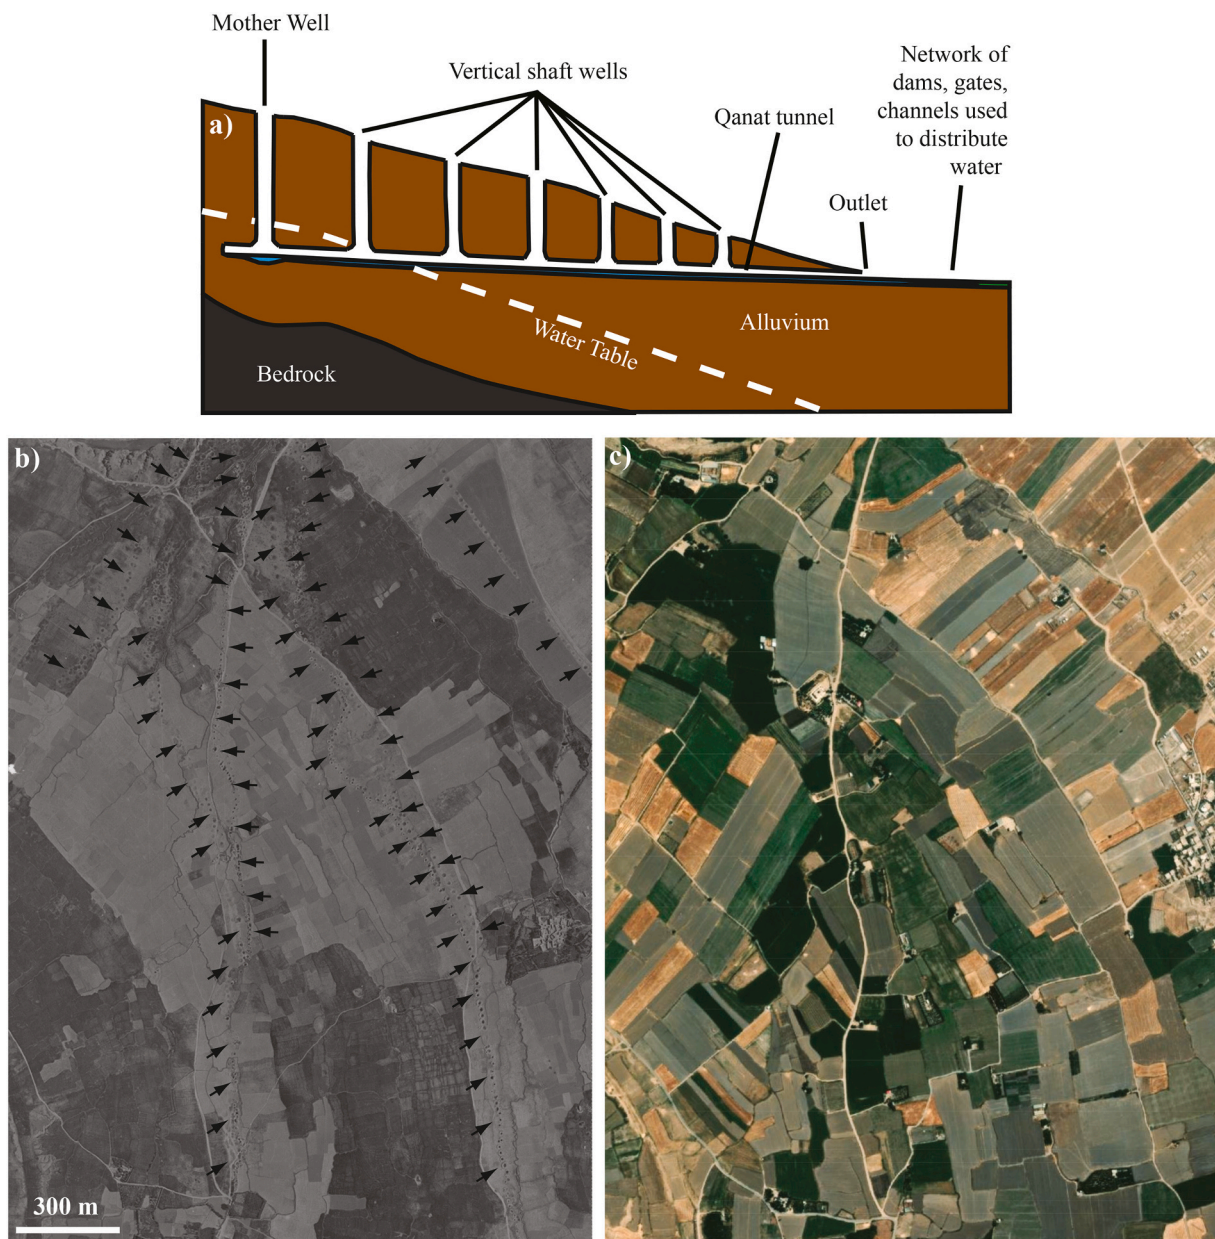 Mother Well
Vertical shaft wells
Network of
dams, gates,
channels used
to distribute
water
Qanat tunnel
Outlet
a)
Alluvium
Water Table
Bedrock
b)
c)
300 m